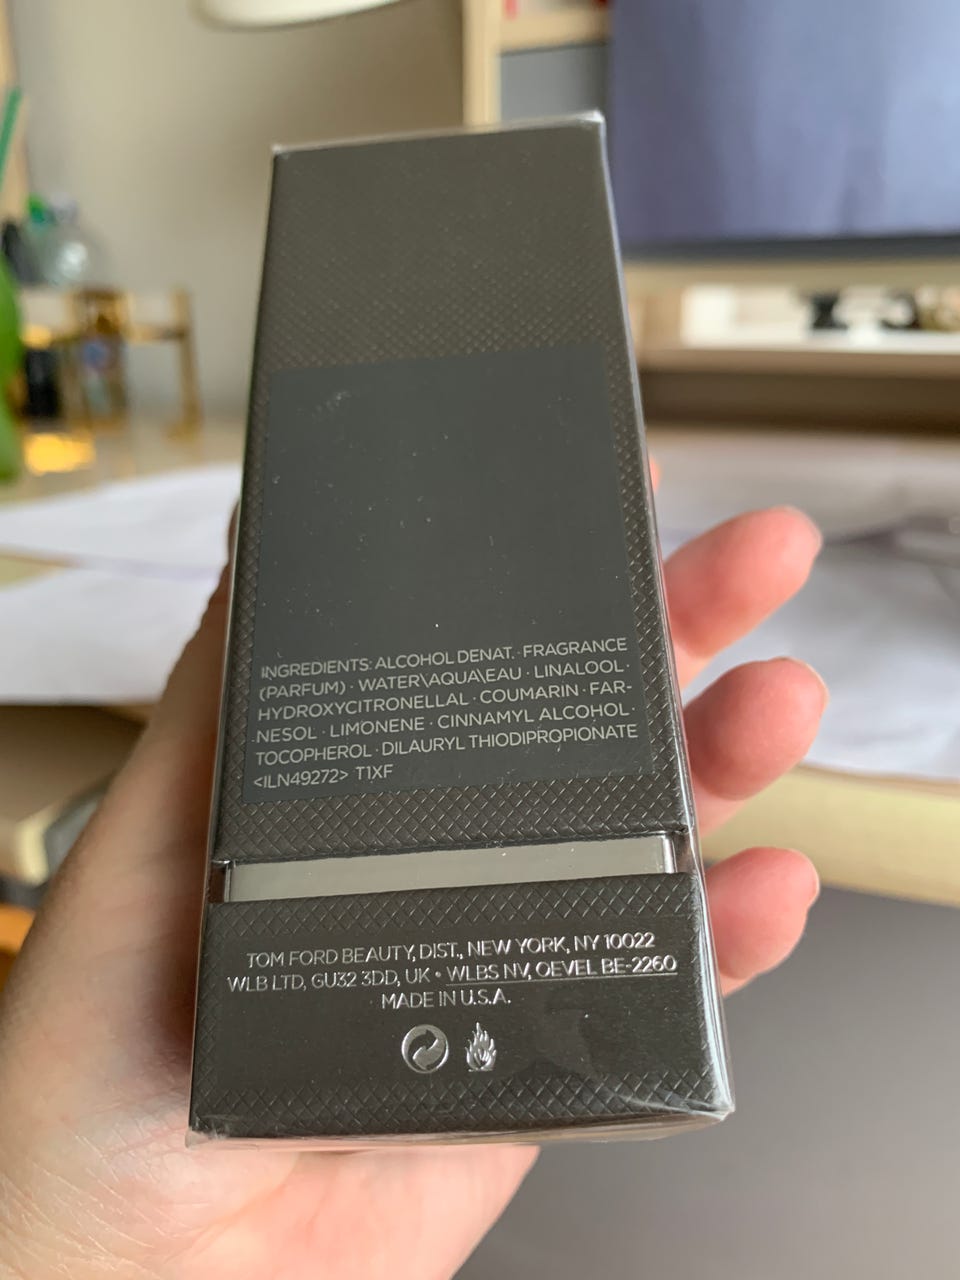 INGREDIENTS: ALCOHOL DENAT. · FRAGRANCE
(PARFUM) · WATER\AQUA\EAU · LINALOOL ·
HYDROXYCITRONELLAL · COUMARIN · FAR-
NESOL · LIMONENE · CINNAMYL ALCOHOL ·
TOCOPHEROL · DILAURYL THIODIPROPIONATE
<ILN49272> T1XF
TOM FORD BEAUTY, DIST., NEW YORK, NY 10022
WLB LTD, GU32 3DD, UK • WLBS NV, OEVEL BE-2260
MADE IN U.S.A.